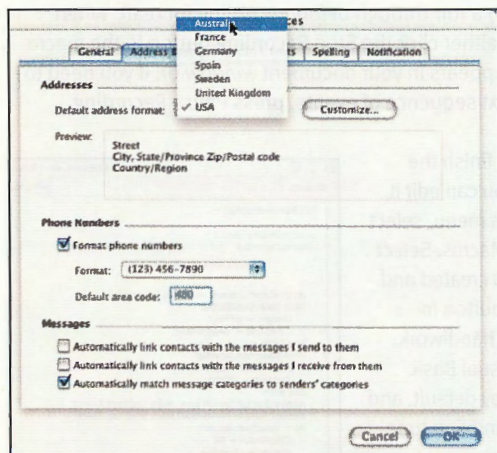 Australia
ces
France
General
Address
Germany
Spelling
Notification
Spain
Sweden
Addresses
United Kingdom
Default address format:
✓ USA
Customize...
Preview:
Street
City, State/Province Zip/Postal code
Country/Region
Phone Numbers
Format phone numbers
Format: (123) 456-7890
Default area code: 480
Messages
Automatically link contacts with the messages I send to them
Automatically link contacts with the messages I receive from them
Automatically match message categories to senders' categories
Cancel
OK